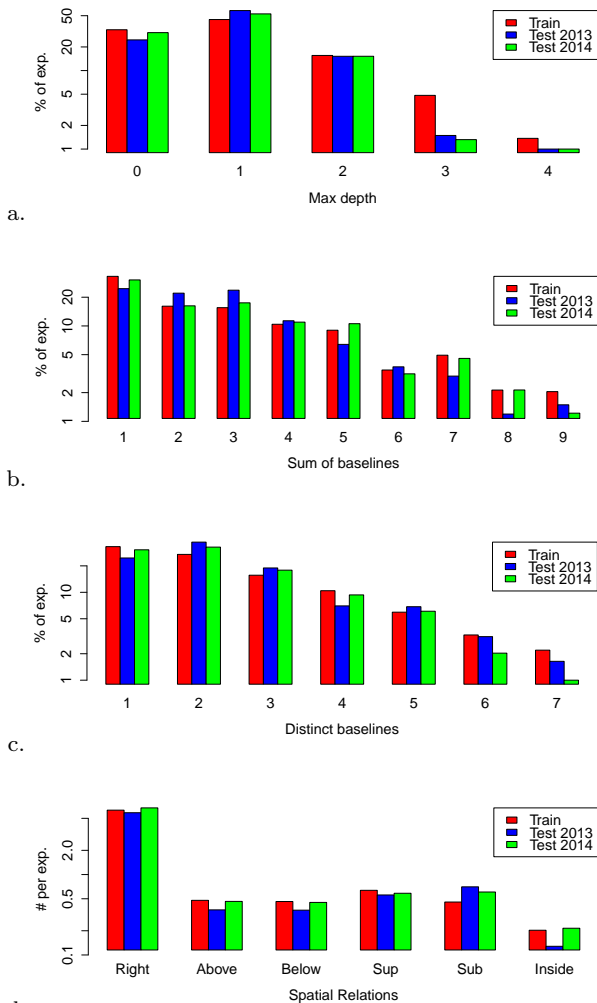 50
20
5
2
1
% of exp.
Train
Test 2013
Test 2014
0 1 2 3 4
Max depth
a.
20
10
5
2
1
% of exp.
Train
Test 2013
Test 2014
1 2 3 4 5 6 7 8 9
Sum of baselines
b.
10
5
2
1
% of exp.
Train
Test 2013
Test 2014
1 2 3 4 5 6 7
Distinct baselines
c.
2.0
0.5
0.1
# per exp.
Train
Test 2013
Test 2014
Right Above Below Sup Sub Inside
Spatial Relations